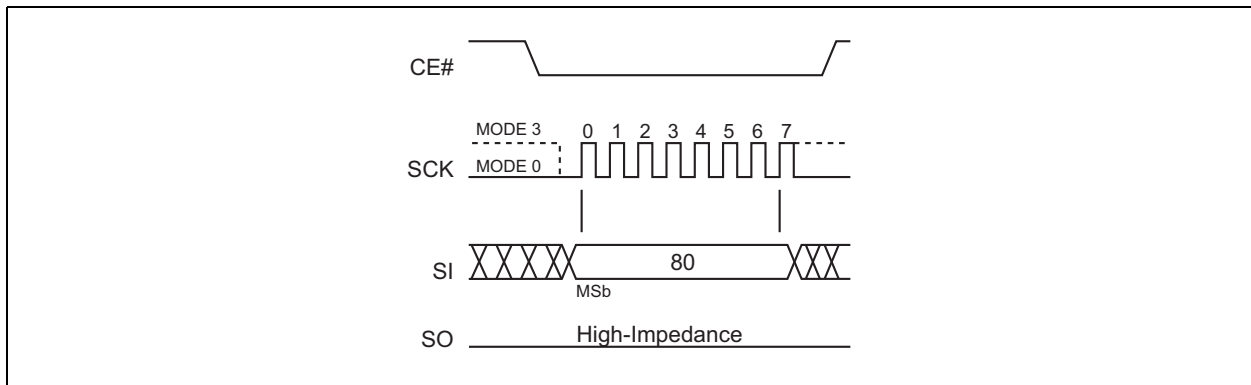 CE#
MODE 3
0 1 2 3 4 5 6 7
SCK
MODE 0
SI
80
MSb
SO
High-Impedance